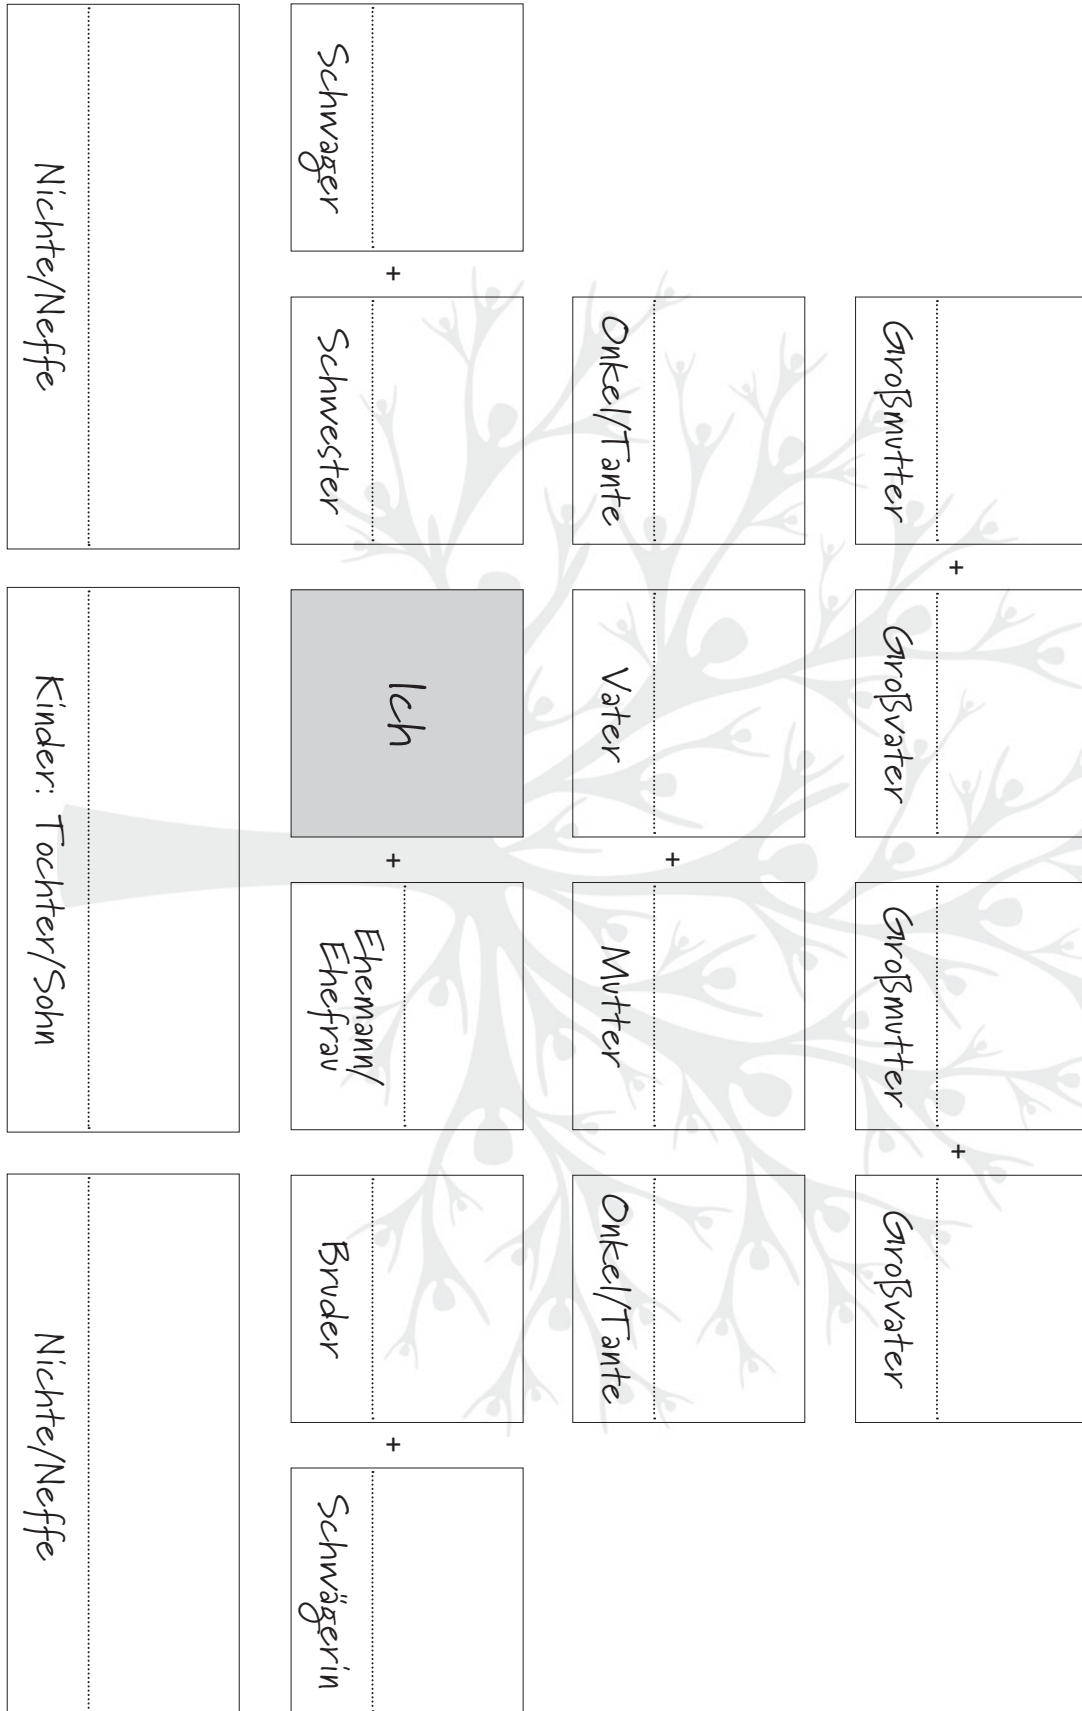 Großmutter
+
Großvater
Großmutter
+
Großvater
Onkel/Tante
Vater
+
Mutter
Onkel/Tante
Schwager
+
Schwester
Ich
+
Ehemann/
Ehefrau
Bruder
+
Schwägerin
Nichte/Neffe
Kinder: Tochter/Sohn
Nichte/Neffe